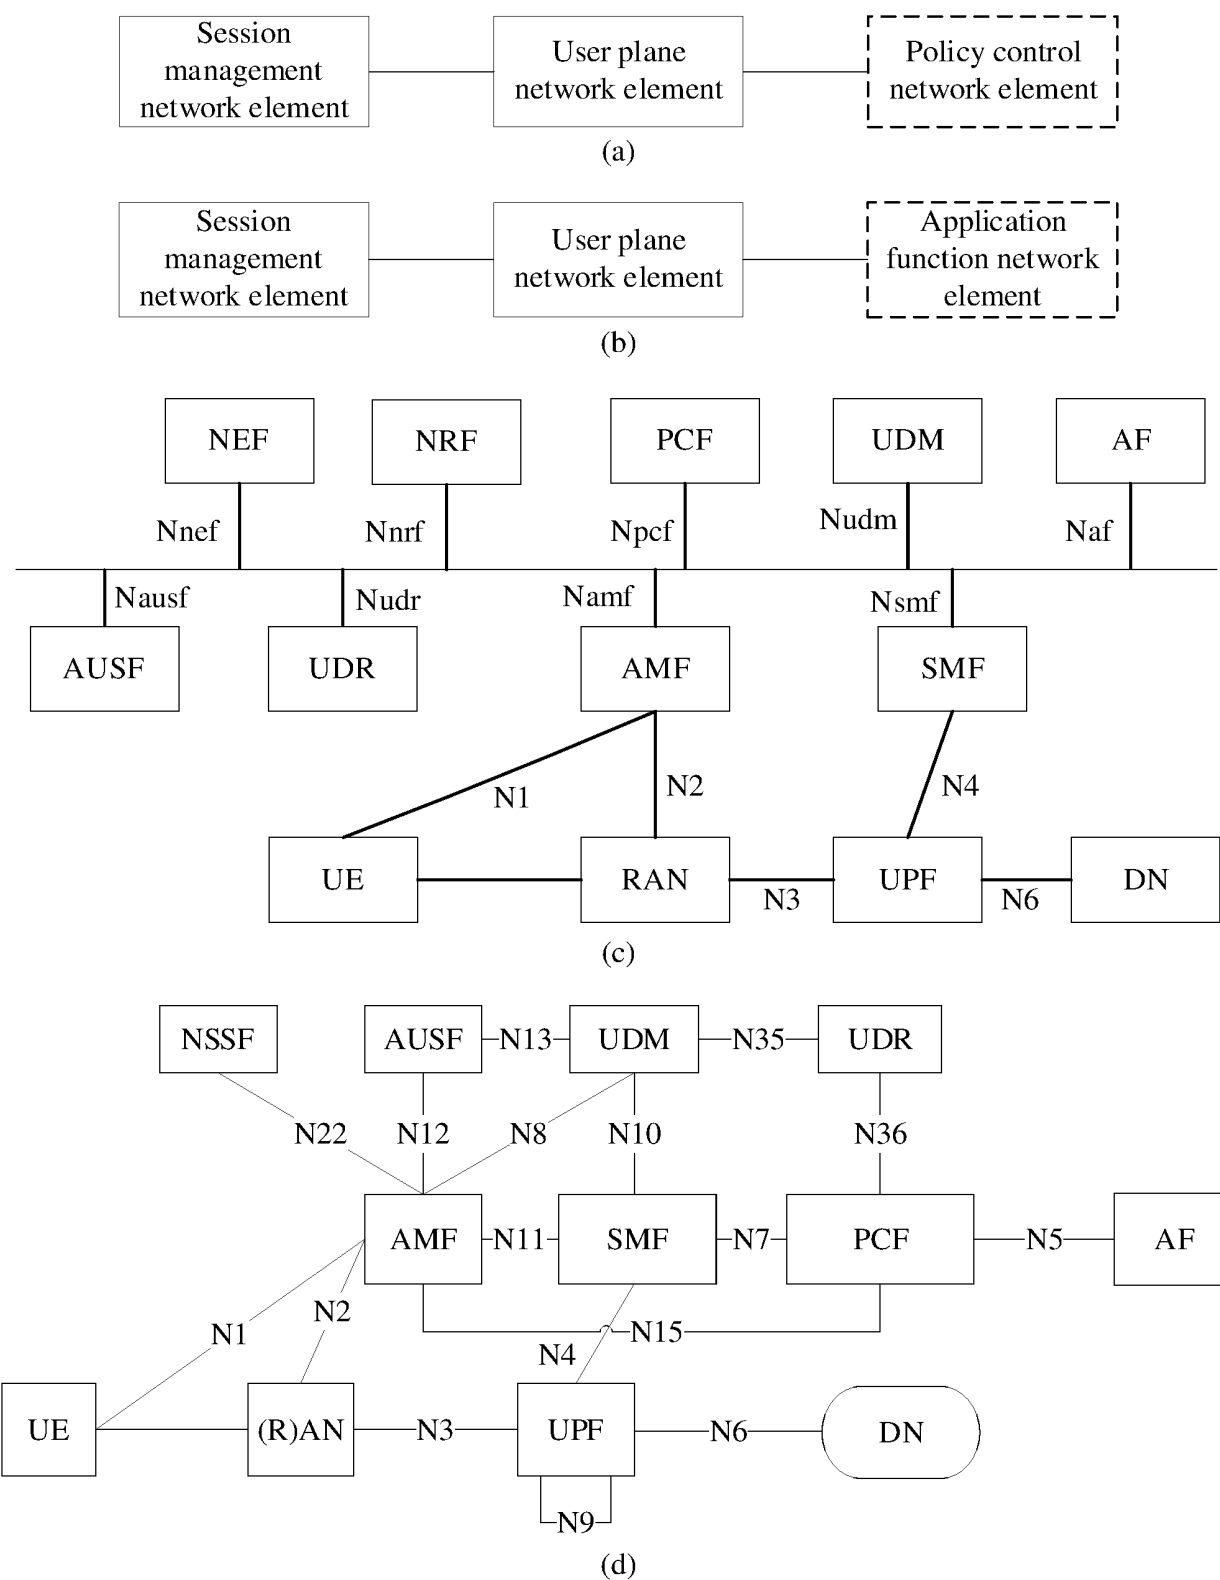 Session
management
network element
User plane
network element
Policy control
network element
(a)
Session
management
network element
User plane
network element
Application
function network
element
(b)
NEF
NRF
PCF
UDM
AF
Nnef
Nnrf
Npcf
Nudm
Naf
Nausf
Nudr
Namf
Nsmf
AUSF
UDR
AMF
SMF
N1
N2
N4
UE
RAN
N3
UPF
N6
DN
(c)
NSSF
AUSF
N13
UDM
N35
UDR
N22
N12
N8
N10
N36
AMF
N11
SMF
N7
PCF
N5
AF
N1
N2
N15
N4
UE
(R)AN
N3
UPF
N6
DN
N9
(d)